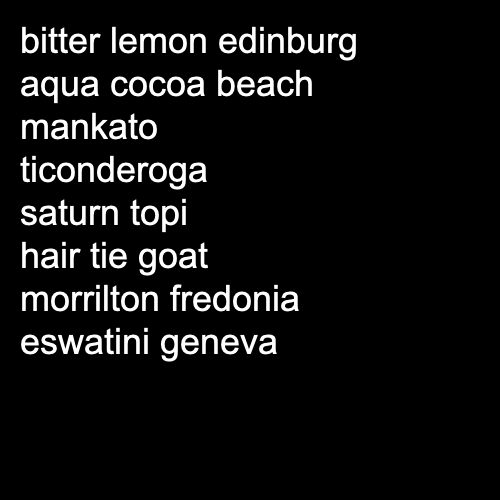 bitter lemon edinburg
aqua cocoa beach
mankato
ticonderoga
saturn topi
hair tie goat
morrilton fredonia
eswatini geneva